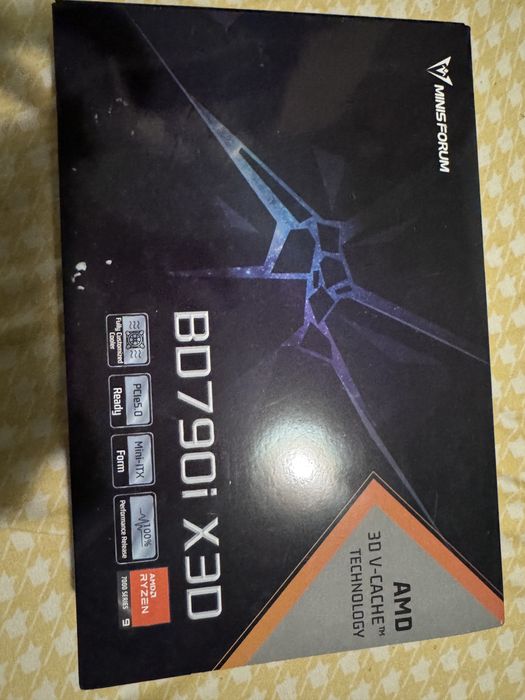 MINISFORUM
BD790i X3D
Fully Customized
Cooler
PCIe5.0
Ready
Mini-ITX
Form
100%
Performance Release
AMD
RYZEN
7000 SERIES 9
AMD
3D V-CACHE™
TECHNOLOGY